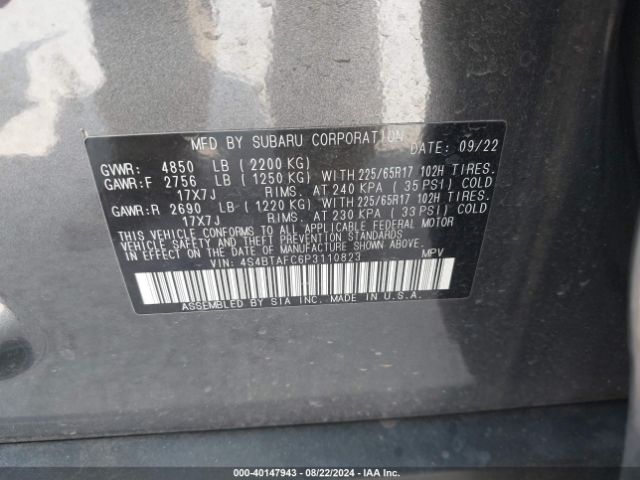 MFD BY SUBARU CORPORATION DATE: 09/22
GVWR: 4850 LB (2200 KG)
GAWR:F 2756 LB (1250 KG) WITH 225/65R17 102H TIRES.
17X7J RIMS. AT 240 KPA (35 PSI) COLD
GAWR:R 2690 LB (1220 KG) WITH 225/65R17 102H TIRES.
17X7J RIMS. AT 230 KPA (33 PSI) COLD
THIS VEHICLE CONFORMS TO ALL APPLICABLE FEDERAL MOTOR
VEHICLE SAFETY STANDARDS AND THEFT PREVENTION STANDARD
IN EFFECT ON THE DATE OF MANUFACTURE SHOWN ABOVE.
VIN: 4S4BTAFC6P3110823 MPV
ASSEMBLED BY SIA INC. MADE IN U.S.A.
000-40147943 - 08/22/2024 - IAA Inc.